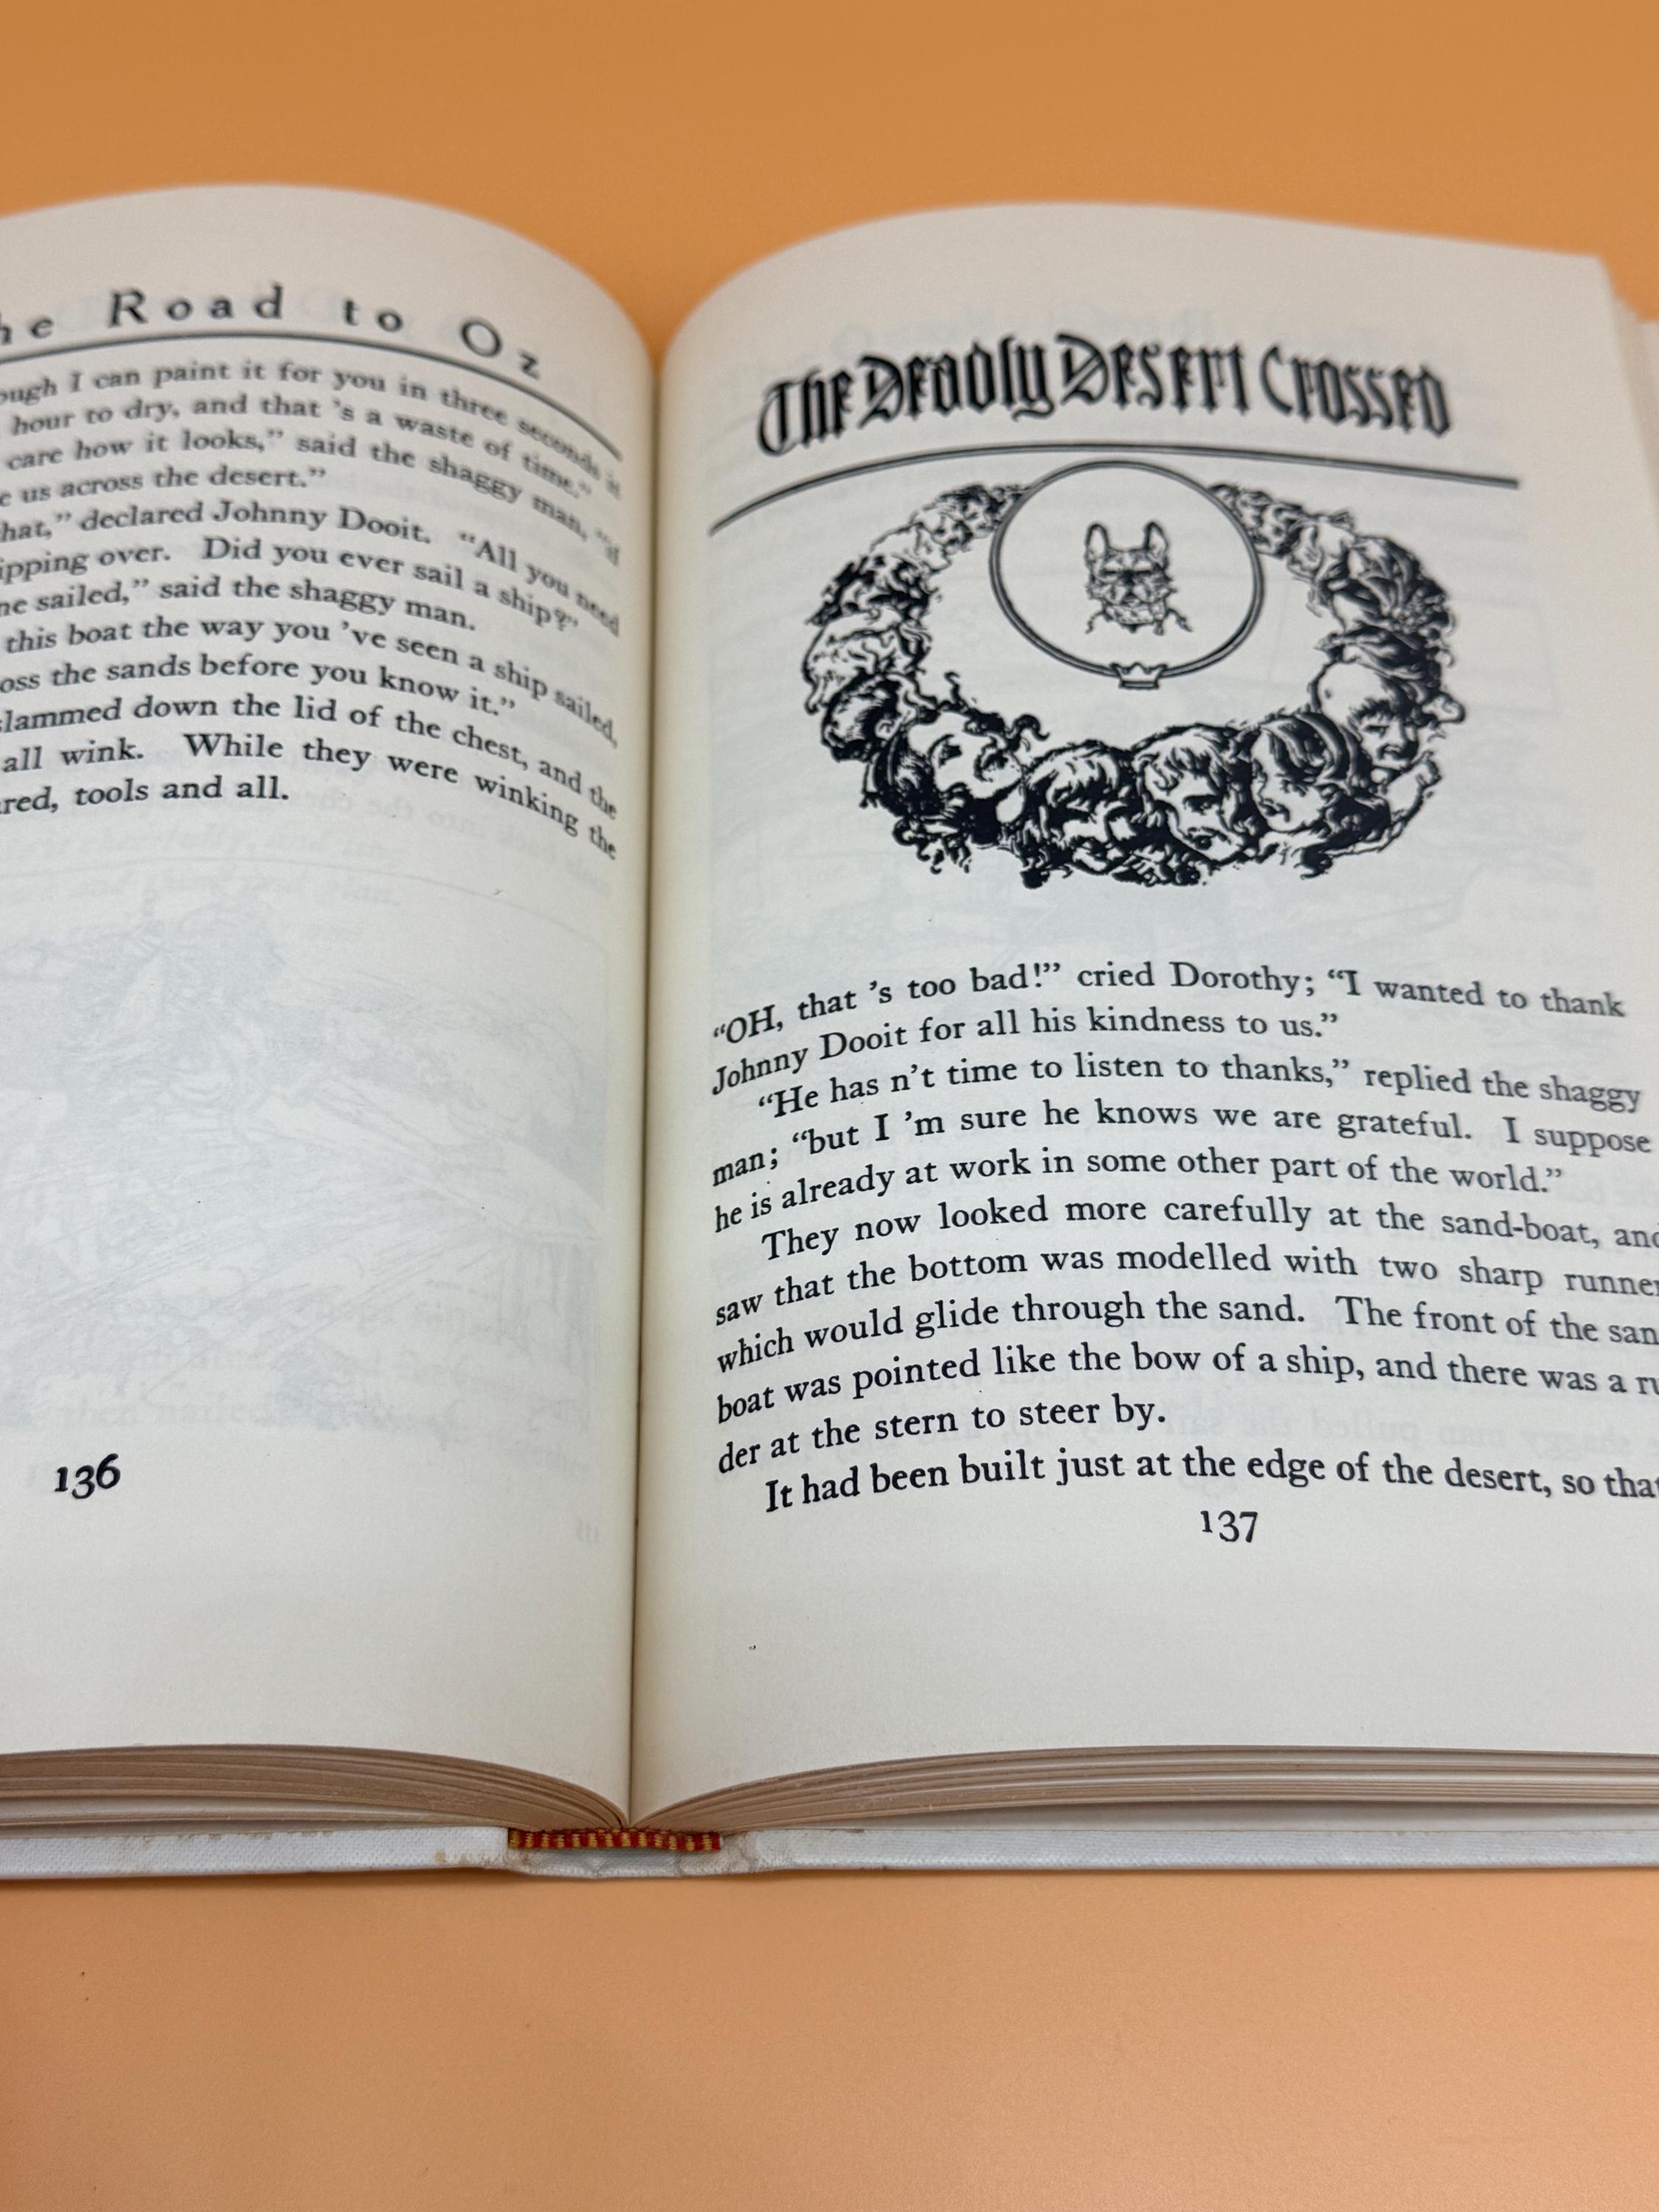 he Road to Oz
ough I can paint it for you in three seconds it
hour to dry, and that 's a waste of time."
care how it looks," said the shaggy man, "if
e us across the desert."
hat," declared Johnny Dooit. "All you need
ipping over. Did you ever sail a ship?"
ne sailed," said the shaggy man.
this boat the way you 've seen a ship sailed,
oss the sands before you know it."
slammed down the lid of the chest, and the
all wink. While they were winking the
red, tools and all.
136
The Deadly Desert Crossed
“OH, that ’s too bad!” cried Dorothy; “I wanted to thank
Johnny Dooit for all his kindness to us.”
“He has n’t time to listen to thanks,” replied the shaggy
man; “but I ’m sure he knows we are grateful. I suppose
he is already at work in some other part of the world.”
They now looked more carefully at the sand-boat, and
saw that the bottom was modelled with two sharp runner
which would glide through the sand. The front of the san
boat was pointed like the bow of a ship, and there was a ru
der at the stern to steer by.
It had been built just at the edge of the desert, so that
137